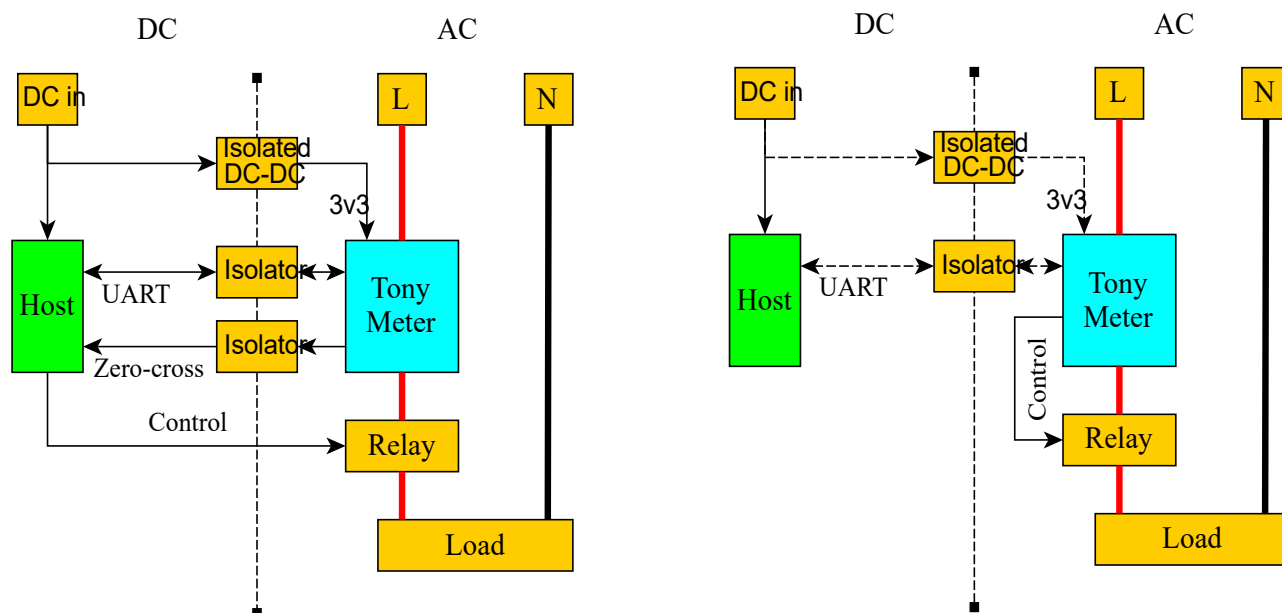 DC
AC
DC in
L
N
Isolated
DC-DC
3v3
Host
Isolator
UART
Tony
Meter
Isolator
Zero-cross
Control
Relay
Load
DC
AC
DC in
L
N
Isolated
DC-DC
3v3
Host
Isolator
UART
Tony
Meter
Control
Relay
Load